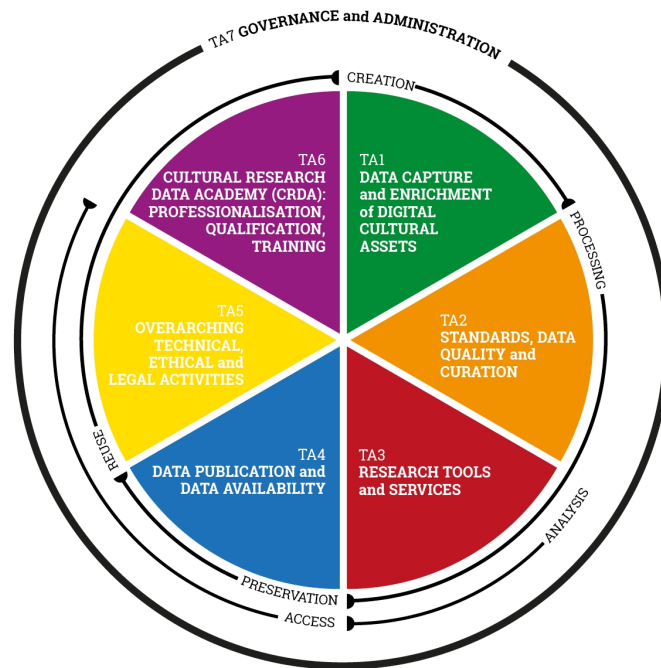 TA7 GOVERNANCE and ADMINISTRATION
CREATION
TA6
CULTURAL RESEARCH
DATA ACADEMY (CRDA):
PROFESSIONALISATION,
QUALIFICATION,
TRAINING
TA1
DATA CAPTURE
and ENRICHMENT
of DIGITAL
CULTURAL
ASSETS
PROCESSING
TA5
OVERARCHING
TECHNICAL,
ETHICAL and
LEGAL ACTIVITIES
TA2
STANDARDS, DATA
QUALITY and
CURATION
REUSE
TA4
DATA PUBLICATION and
DATA AVAILABILITY
TA3
RESEARCH TOOLS
and SERVICES
ANALYSIS
PRESERVATION
ACCESS